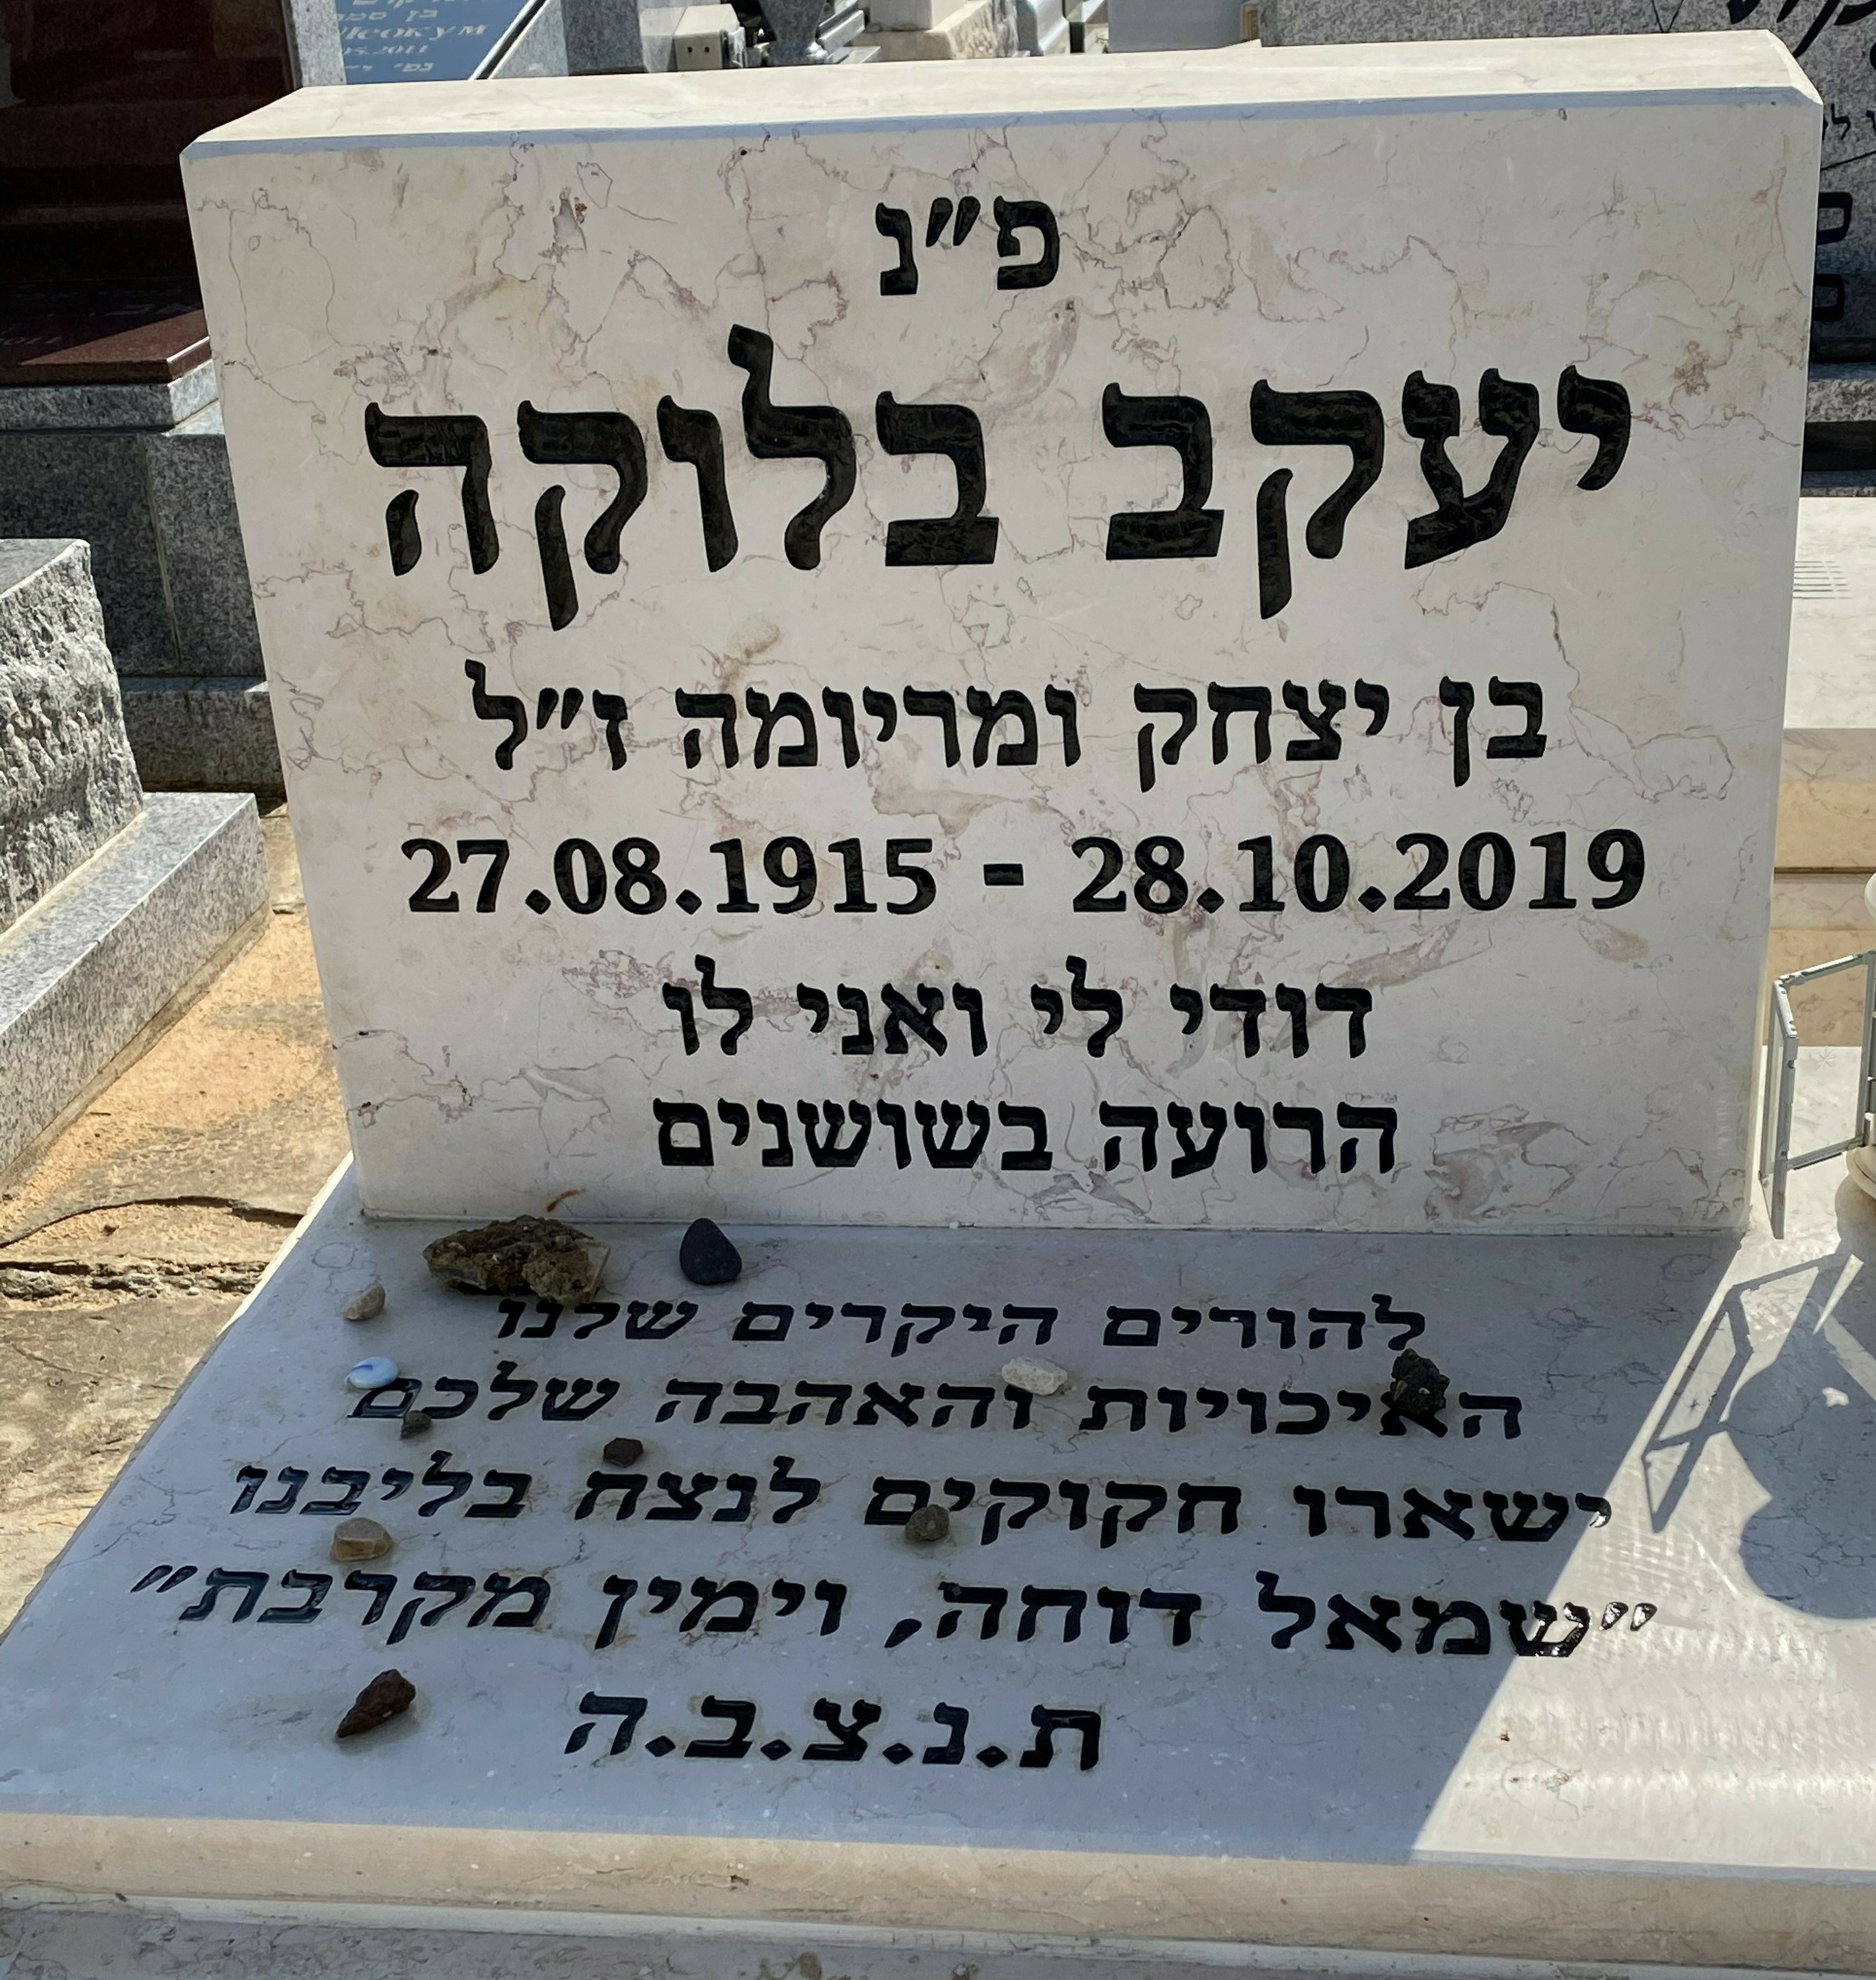 פ״נ
יעקב בלוקה
בן יצחק ומריומה ז״ל
27.08.1915 - 28.10.2019
דודי לי ואני לו
הרועה בשושנים
להורים היקרים שלנו
האיכויות והאהבה שלכם
ישארו חקוקים לנצח בליבנו
״שמאל דוחה, וימין מקרבת״
ת.נ.צ.ב.ה